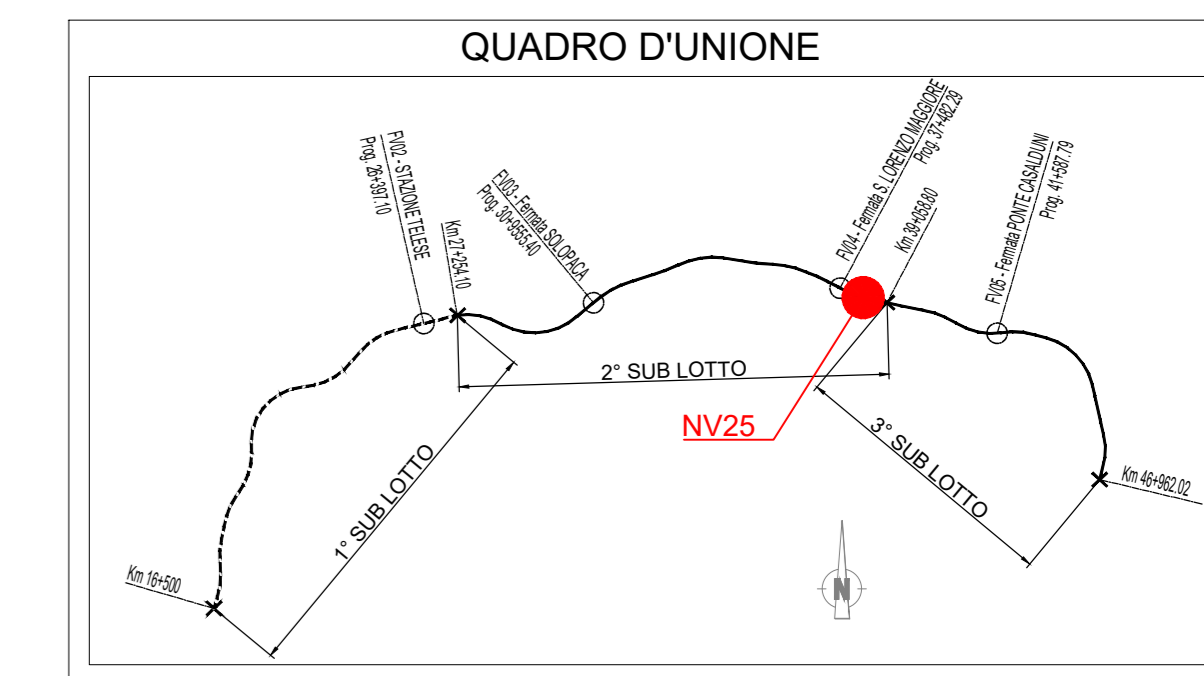 QUADRO D'UNIONE
FV02 - STAZIONE TELESE
Prog. 26+397.10
Km 27+254.10
FV03 - Fermata SOLOPACA
Prog. 30+9555.40
FV04 - Fermata S. LORENZO MAGGIORE
Prog. 37+482.29
Km 39+058.80
FV05 - Fermata PONTE CASALDUNI
Prog. 41+587.79
2° SUB LOTTO
NV25
3° SUB LOTTO
1° SUB LOTTO
Km 46+962.02
Km 16+500
N